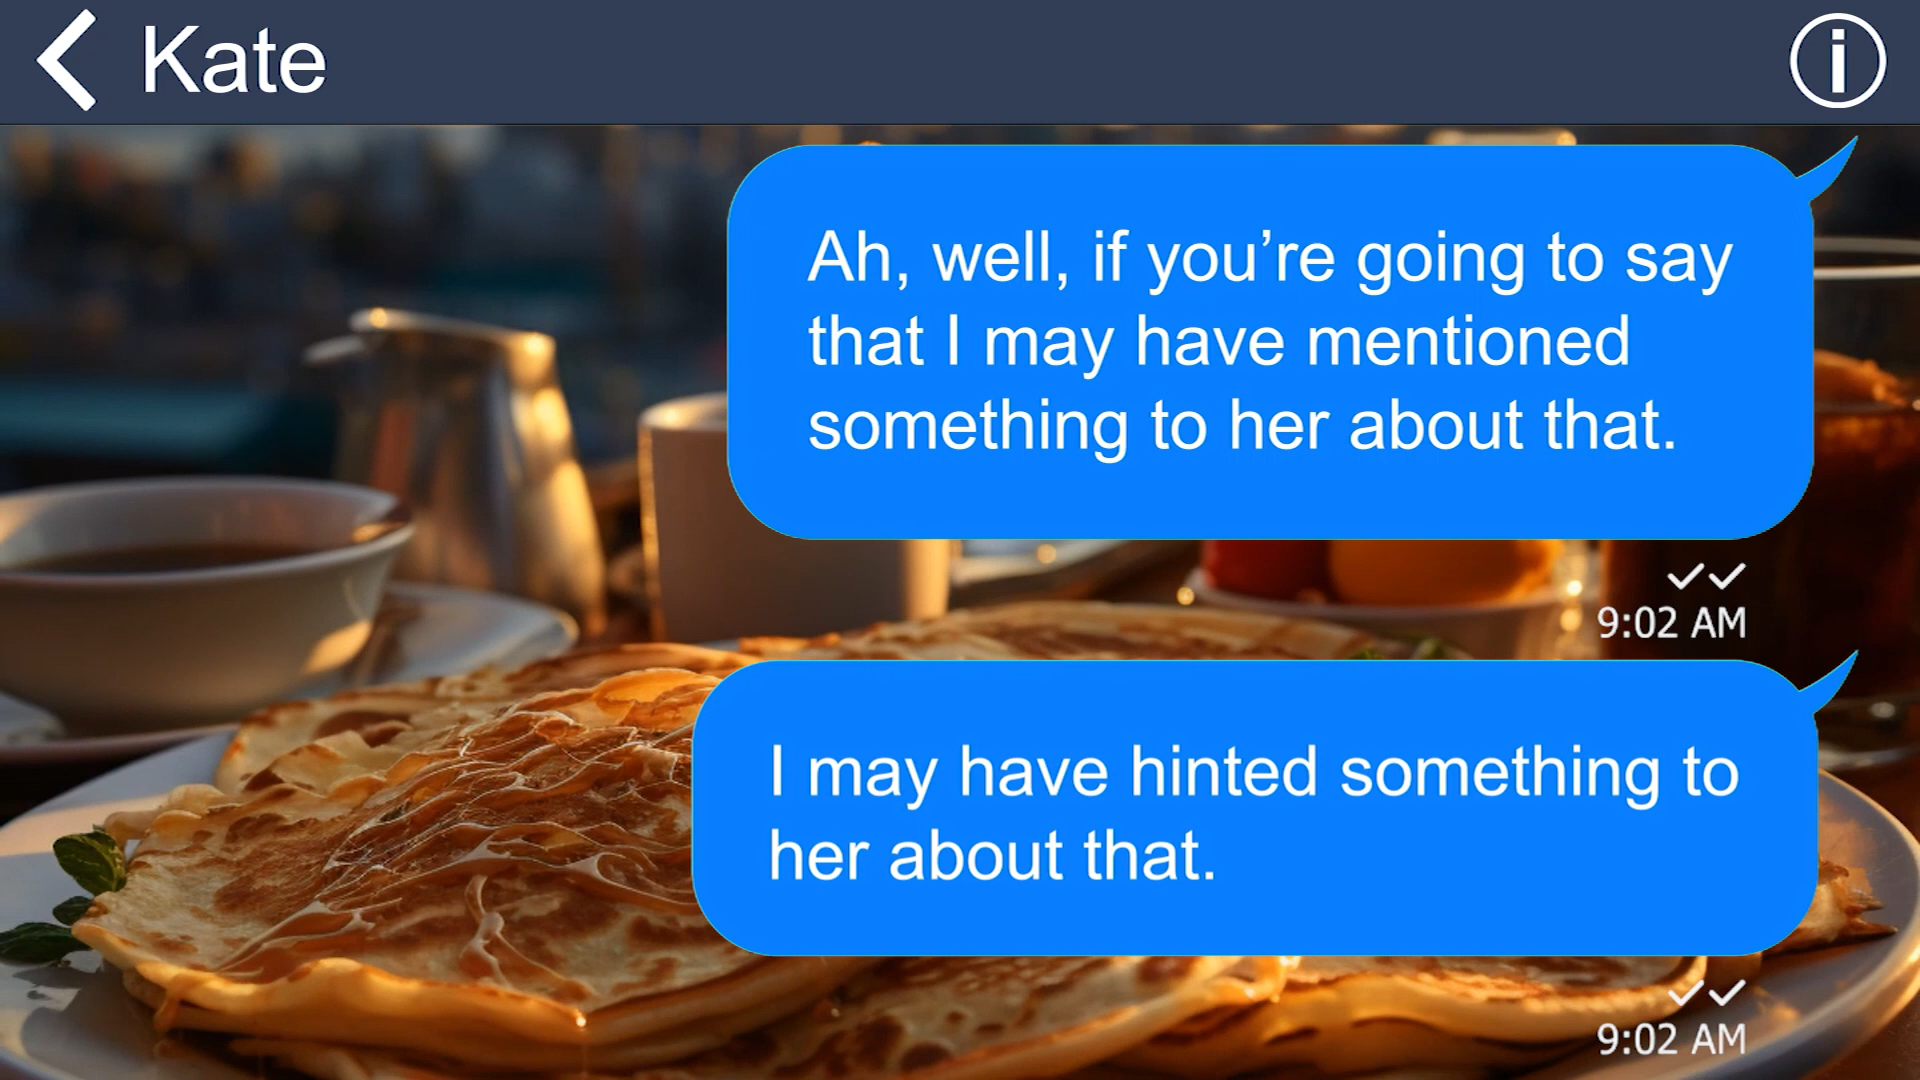 Kate
Ah, well, if you’re going to say
that I may have mentioned
something to her about that.
9:02 AM
I may have hinted something to
her about that.
9:02 AM